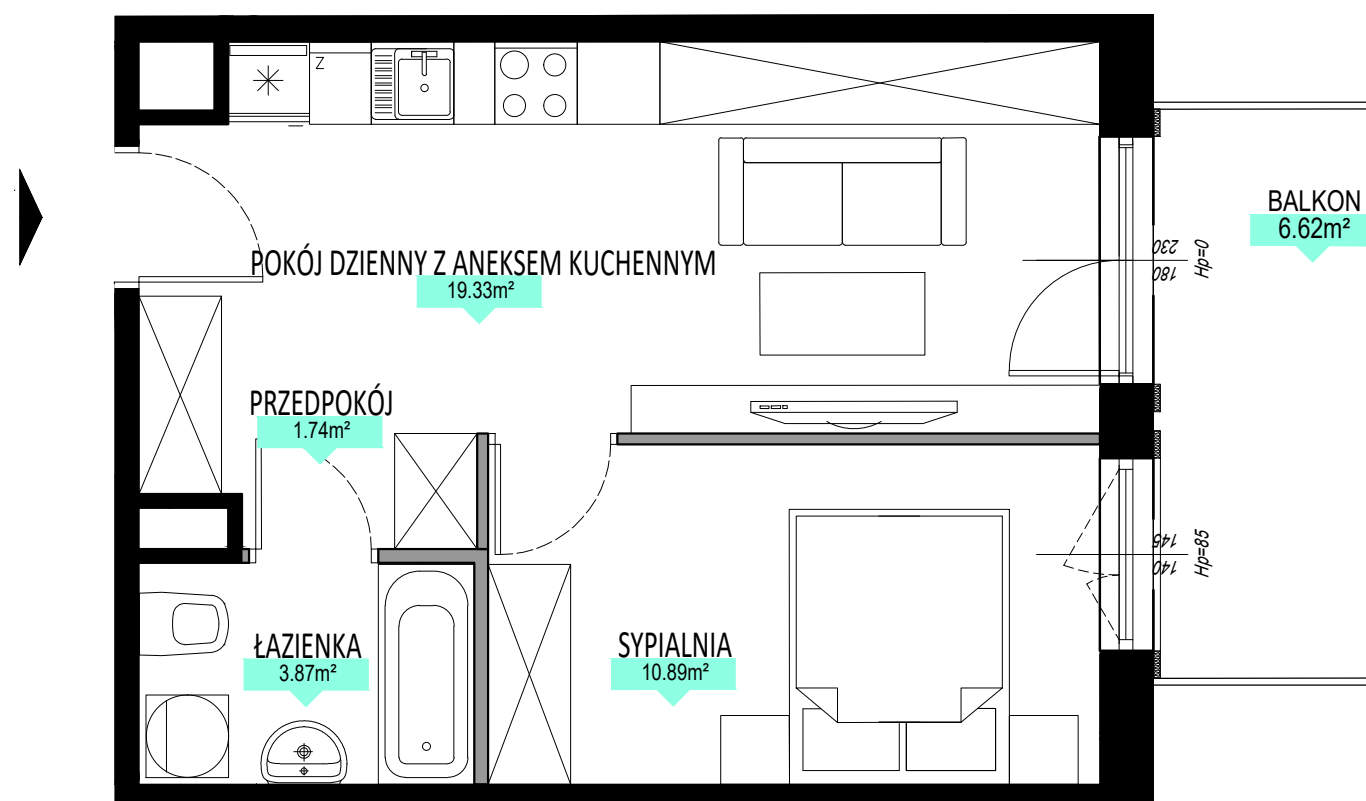 Z
BALKON
6.62m²
230
180
Hp=0
POKÓJ DZIENNY Z ANEKSEM KUCHENNYM
19.33m²
PRZEDPOKÓJ
1.74m²
145
140
Hp=85
ŁAZIENKA
3.87m²
SYPIALNIA
10.89m²